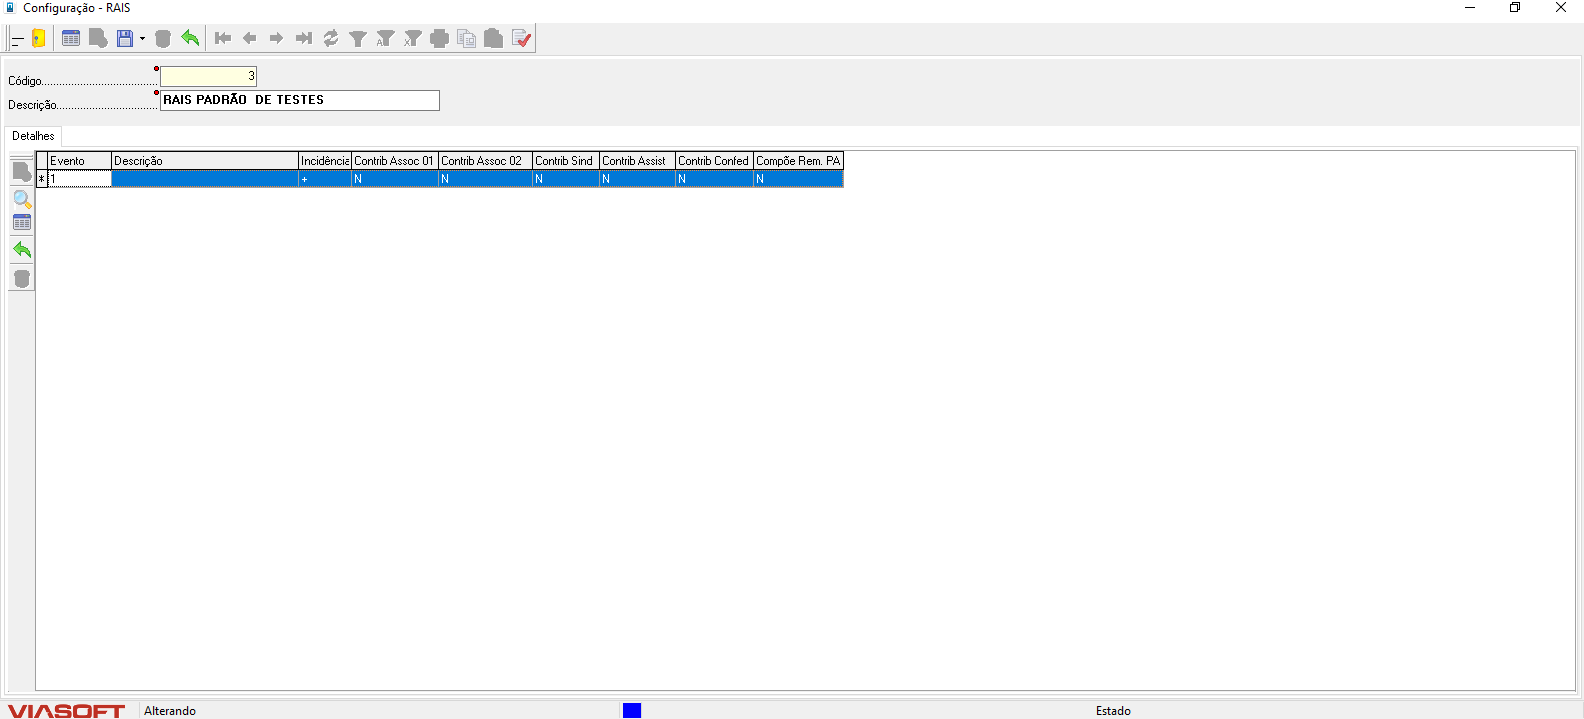 Configuração - RAIS
Código.......................................
3
Descrição...................................
RAIS PADRÃO  DE TESTES
Detalhes
Evento Descrição Incidência Contrib Assoc 01 Contrib Assoc 02 Contrib Sind Contrib Assist Contrib Confed Compõe Rem. PA
* 1 + N N N N N N
VIASOFT Alterando Estado